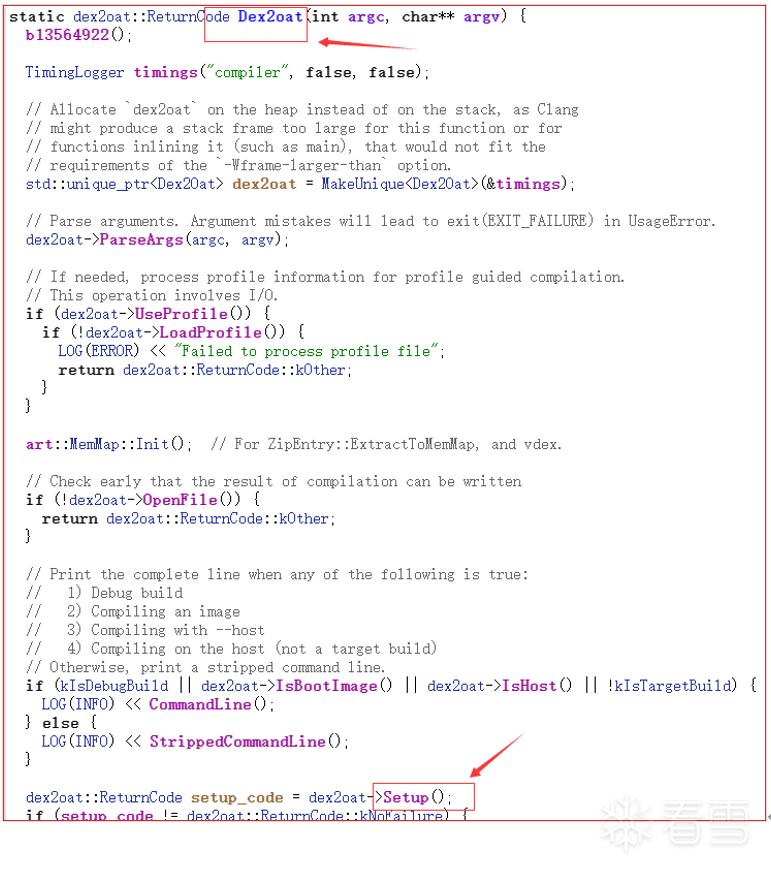 static dex2oat::ReturnCode Dex2oat(int argc, char** argv) {
  b13564922();

  TimingLogger timings("compiler", false, false);

  // Allocate `dex2oat` on the heap instead of on the stack, as Clang
  // might produce a stack frame too large for this function or for
  // functions inlining it (such as main), that would not fit the
  // requirements of the `-Wframe-larger-than` option.
  std::unique_ptr<Dex2Oat> dex2oat = MakeUnique<Dex2Oat>(&timings);

  // Parse arguments. Argument mistakes will lead to exit(EXIT_FAILURE) in UsageError.
  dex2oat->ParseArgs(argc, argv);

  // If needed, process profile information for profile guided compilation.
  // This operation involves I/O.
  if (dex2oat->UseProfile()) {
    if (!dex2oat->LoadProfile()) {
      LOG(ERROR) << "Failed to process profile file";
      return dex2oat::ReturnCode::kOther;
    }
  }

  art::MemMap::Init();  // For ZipEntry::ExtractToMemMap, and vdex.

  // Check early that the result of compilation can be written
  if (!dex2oat->OpenFile()) {
    return dex2oat::ReturnCode::kOther;
  }

  // Print the complete line when any of the following is true:
  //   1) Debug build
  //   2) Compiling an image
  //   3) Compiling with --host
  //   4) Compiling on the host (not a target build)
  // Otherwise, print a stripped command line.
  if (kIsDebugBuild || dex2oat->IsBootImage() || dex2oat->IsHost() || !kIsTargetBuild) {
    LOG(INFO) << CommandLine();
  } else {
    LOG(INFO) << StrippedCommandLine();
  }

  dex2oat::ReturnCode setup_code = dex2oat->Setup();
  if (setup_code != dex2oat::ReturnCode::kNoFailure) {
看雪